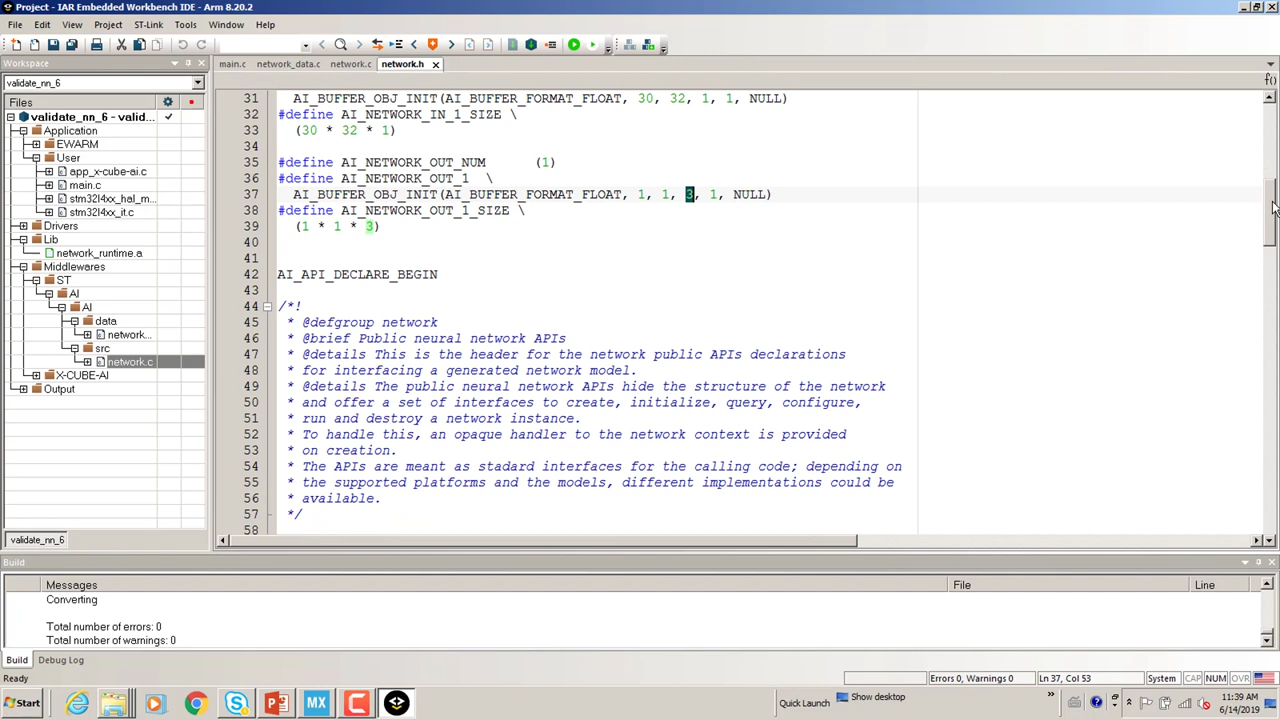 Project - IAR Embedded Workbench IDE - Arm 8.20.2
File Edit View Project ST-Link Tools Window Help
Workspace
validate_nn_6
Files
validate_nn_6 - valid...
Application
EWARM
User
app_x-cube-ai.c
main.c
stm32l4xx_hal_m...
stm32l4xx_it.c
Drivers
Lib
network_runtime.a
Middlewares
ST
AI
AI
data
network...
src
network.c
X-CUBE-AI
Output
validate_nn_6
main.c network_data.c network.c network.h
f()
31 AI_BUFFER_OBJ_INIT(AI_BUFFER_FORMAT_FLOAT, 30, 32, 1, 1, NULL)
32 #define AI_NETWORK_IN_1_SIZE \
33 (30 * 32 * 1)
34
35 #define AI_NETWORK_OUT_NUM (1)
36 #define AI_NETWORK_OUT_1 \
37 AI_BUFFER_OBJ_INIT(AI_BUFFER_FORMAT_FLOAT, 1, 1, 3, 1, NULL)
38 #define AI_NETWORK_OUT_1_SIZE \
39 (1 * 1 * 3)
40
41
42 AI_API_DECLARE_BEGIN
43
44 /*!
45 * @defgroup network
46 * @brief Public neural network APIs
47 * @details This is the header for the network public APIs declarations
48 * for interfacing a generated network model.
49 * @details The public neural network APIs hide the structure of the network
50 * and offer a set of interfaces to create, initialize, query, configure,
51 * run and destroy a network instance.
52 * To handle this, an opaque handler to the network context is provided
53 * on creation.
54 * The APIs are meant as stadard interfaces for the calling code; depending on
55 * the supported platforms and the models, different implementations could be
56 * available.
57 */
58
Build
Messages File Line
Converting
Total number of errors: 0
Total number of warnings: 0
Build Debug Log
Ready Errors 0, Warnings 0 Ln 37, Col 53 System CAP NUM OVR
Start MX Quick Launch Show desktop 11:39 AM
6/14/2019